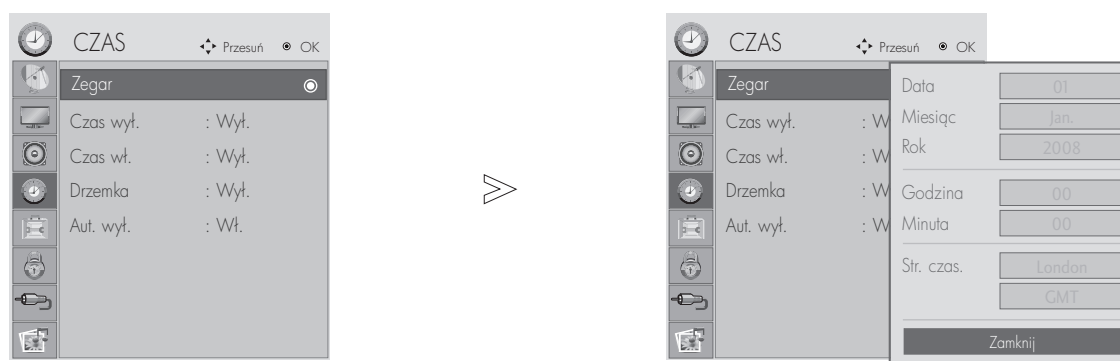 CZAS
Przesuń OK
Zegar
Czas wył. : Wył.
Czas wł. : Wył.
Drzemka : Wył.
Aut. wył. : Wł.
CZAS
Przesuń OK
Zegar
Czas wył. : W
Czas wł. : W
Drzemka : W
Aut. wył. : W
Data 01
Miesiąc Jan.
Rok 2008
Godzina 00
Minuta 00
Str. czas. London
GMT
Zamknij